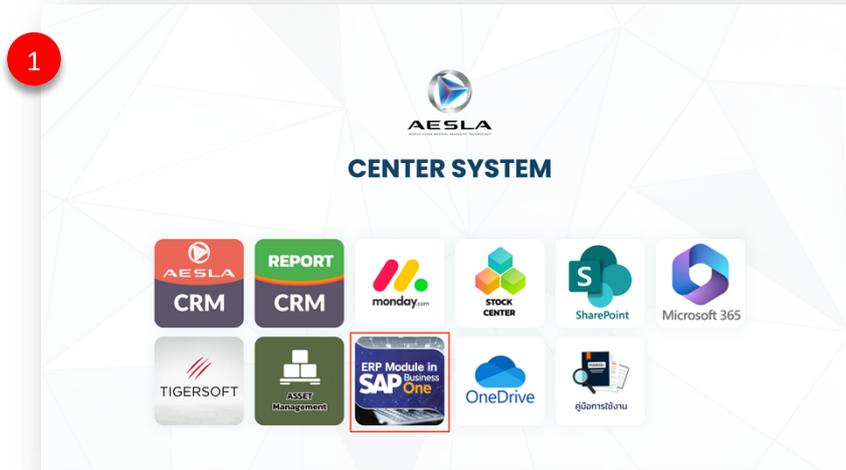 1
AESLA
WORLD CLASS MEDICAL AESTHETIC TECHNOLOGY
CENTER SYSTEM
AESLA
CRM
REPORT
CRM
monday.com
STOCK
CENTER
S
SharePoint
Microsoft 365
TIGERSOFT
ASSET
Management
ERP Module in
SAP Business
One
OneDrive
MANUAL
คู่มือการใช้งาน